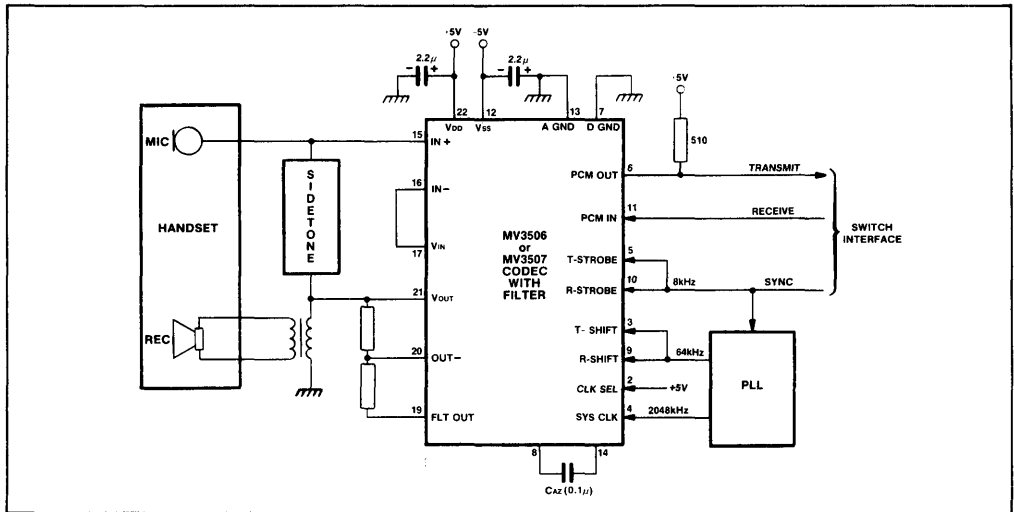 +5V
-5V
2.2μ
2.2μ
- +
- +
22
12
13
7
VDD
VSS
A GND
D GND
+5V
510
MIC
15
IN +
SIDETONE
16
IN-
VIN
17
HANDSET
MV3506
or
MV3507
CODEC
WITH
FILTER
6
PCM OUT
TRANSMIT
11
PCM IN
RECEIVE
SWITCH
INTERFACE
5
T-STROBE
10
R-STROBE
8kHz
SYNC
21
VOUT
REC
20
OUT-
19
FLT OUT
3
T- SHIFT
9
R-SHIFT
64kHz
2
CLK SEL
+5V
4
SYS CLK
2048kHz
PLL
8
14
CAZ (0.1μ)